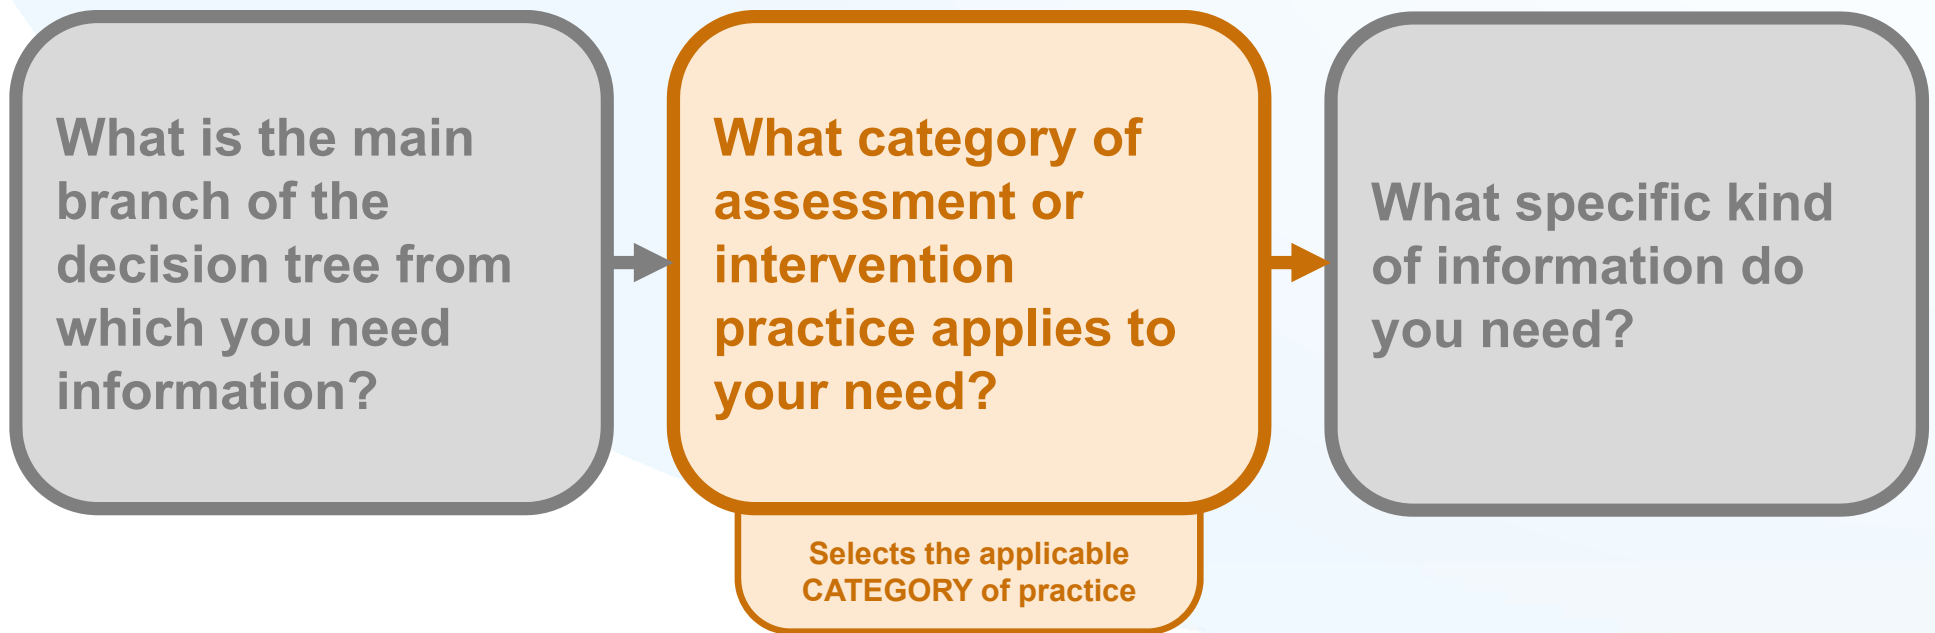 What is the main
branch of the
decision tree from
which you need
information?
What category of
assessment or
intervention
practice applies to
your need?
Selects the applicable
CATEGORY of practice
What specific kind
of information do
you need?